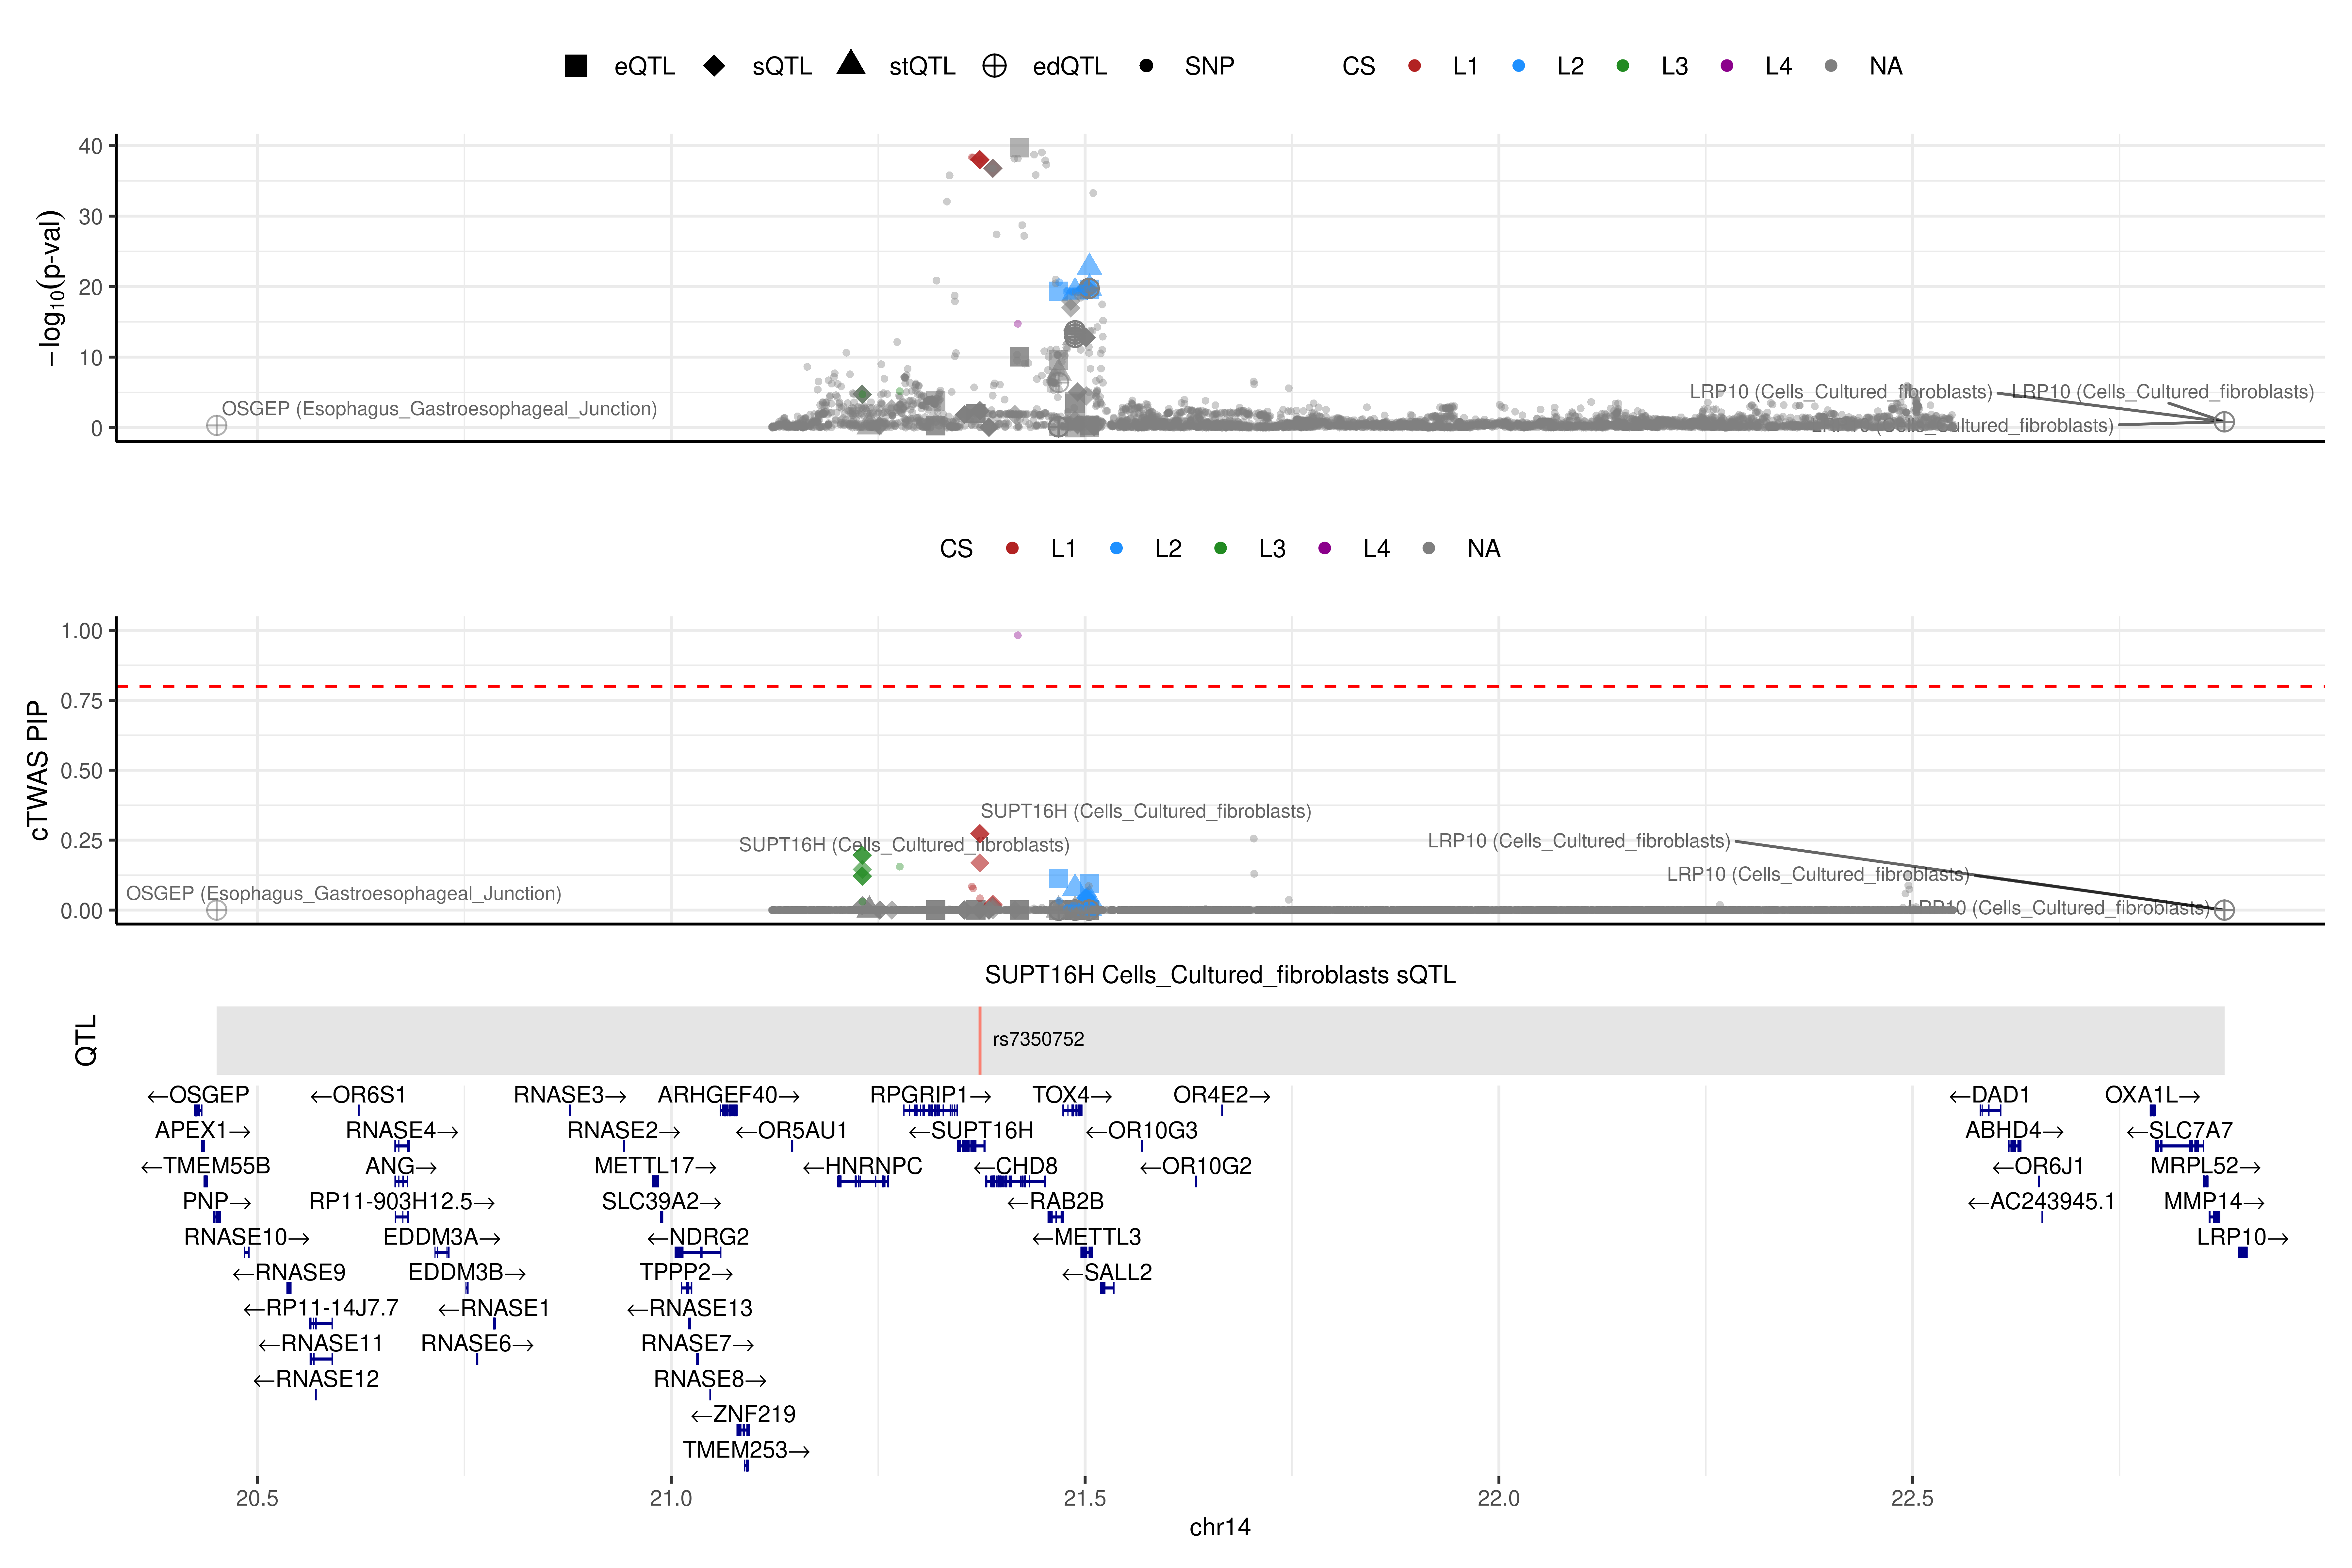 eQTL sQTL stQTL edQTL SNP CS L1 L2 L3 L4 NA
−log10(p-val)
40
30
20
10
0
OSGEP (Esophagus_Gastroesophageal_Junction)
LRP10 (Cells_Cultured_fibroblasts)
LRP10 (Cells_Cultured_fibroblasts)
LRP10 (Cells_Cultured_fibroblasts)
CS L1 L2 L3 L4 NA
cTWAS PIP
1.00
0.75
0.50
0.25
0.00
SUPT16H (Cells_Cultured_fibroblasts)
SUPT16H (Cells_Cultured_fibroblasts)
LRP10 (Cells_Cultured_fibroblasts)
LRP10 (Cells_Cultured_fibroblasts)
OSGEP (Esophagus_Gastroesophageal_Junction)
LRP10 (Cells_Cultured_fibroblasts)
SUPT16H Cells_Cultured_fibroblasts sQTL
QTL
rs7350752
←OSGEP ←OR6S1 RNASE3→ ARHGEF40→ RPGRIP1→ TOX4→ OR4E2→ ←DAD1 OXA1L→
APEX1→ RNASE4→ RNASE2→ ←OR5AU1 ←SUPT16H ←OR10G3 ABHD4→ ←SLC7A7
←TMEM55B ANG→ METTL17→ ←HNRNPC ←CHD8 ←OR10G2 ←OR6J1 MRPL52→
PNP→ RP11-903H12.5→ SLC39A2→ ←RAB2B ←AC243945.1 MMP14→
RNASE10→ EDDM3A→ ←NDRG2 ←METTL3 LRP10→
←RNASE9 EDDM3B→ TPPP2→ ←SALL2
←RP11-14J7.7 ←RNASE1 ←RNASE13
←RNASE11 RNASE6→ RNASE7→
←RNASE12 RNASE8→
←ZNF219
TMEM253→
20.5 21.0 21.5 22.0 22.5
chr14